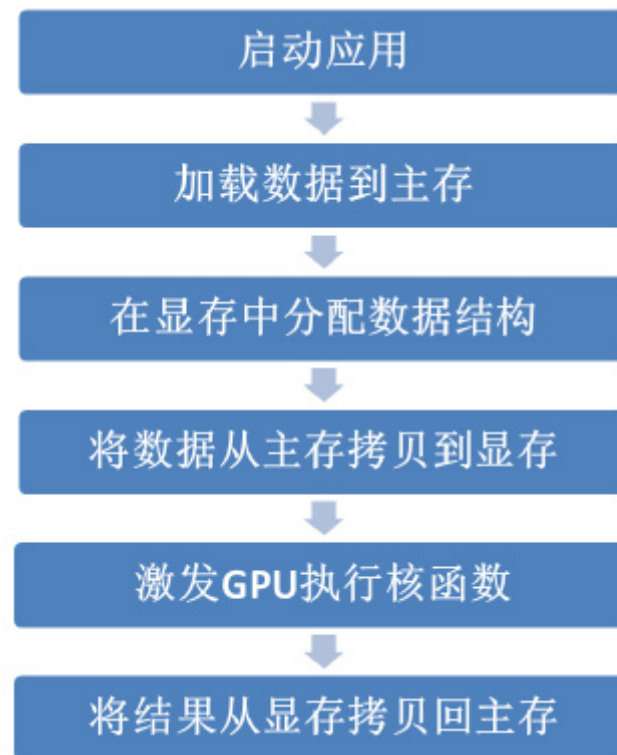 启动应用
加载数据到主存
在显存中分配数据结构
将数据从主存拷贝到显存
激发GPU执行核函数
将结果从显存拷贝回主存